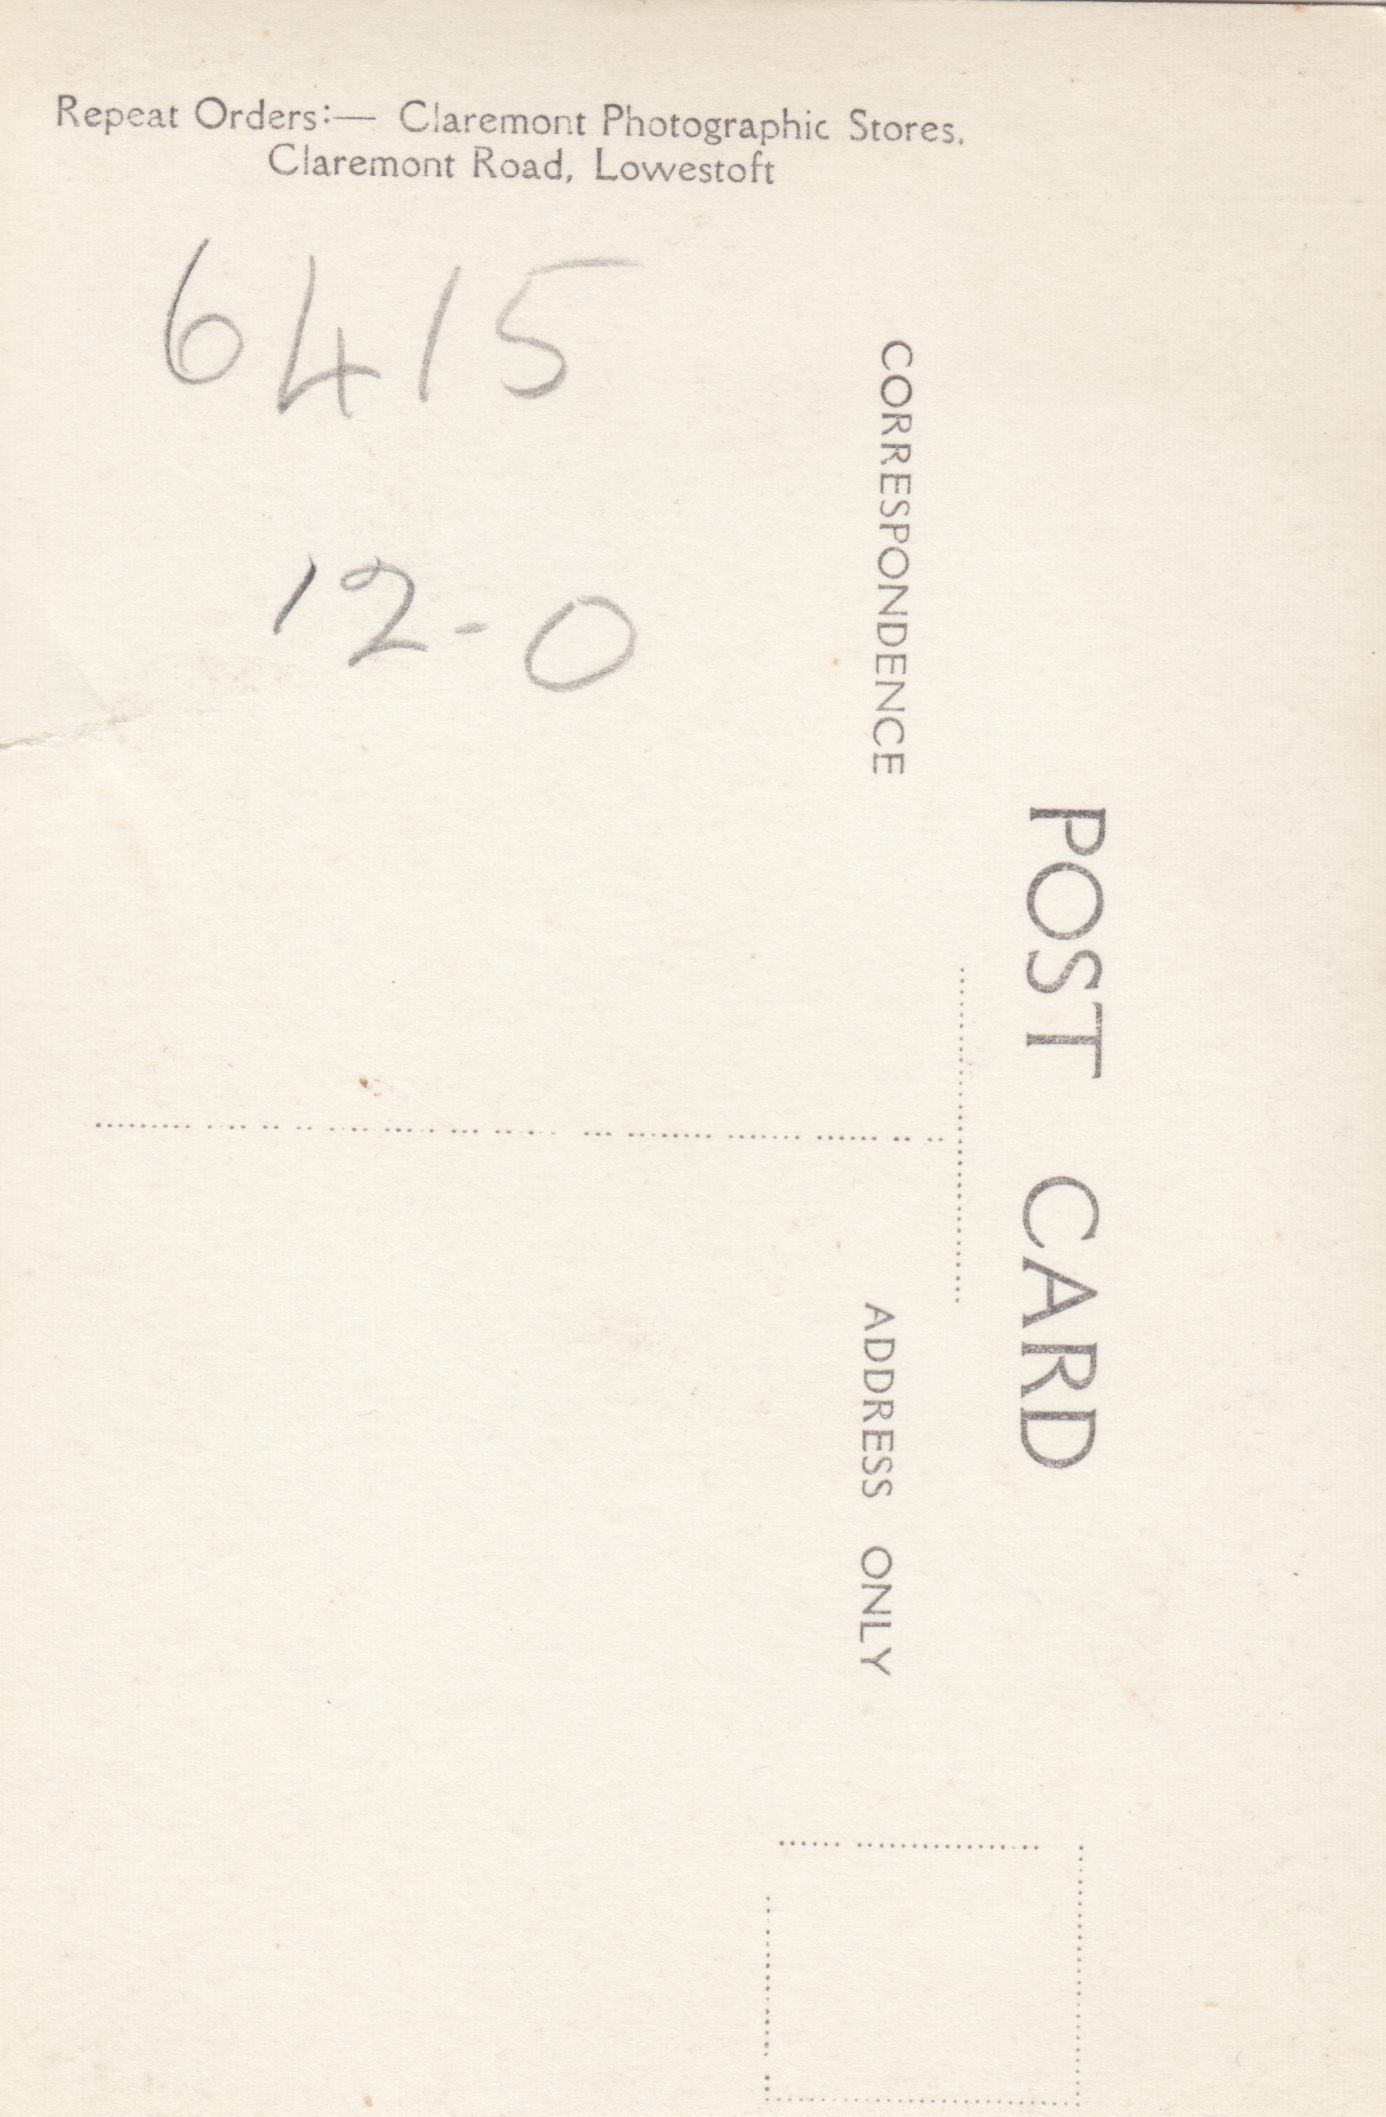 Repeat Orders:— Claremont Photographic Stores,
Claremont Road, Lowestoft
6415
12-0
POST CARD
CORRESPONDENCE
ADDRESS ONLY